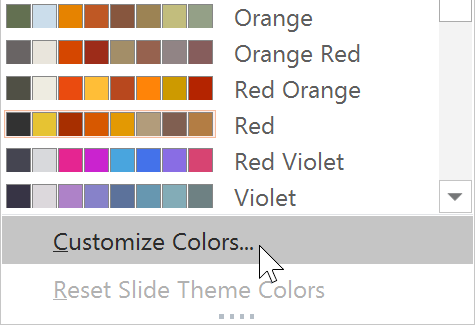 Orange
Orange Red
Red Orange
Red
Red Violet
Violet
Customize Colors...
Reset Slide Theme Colors